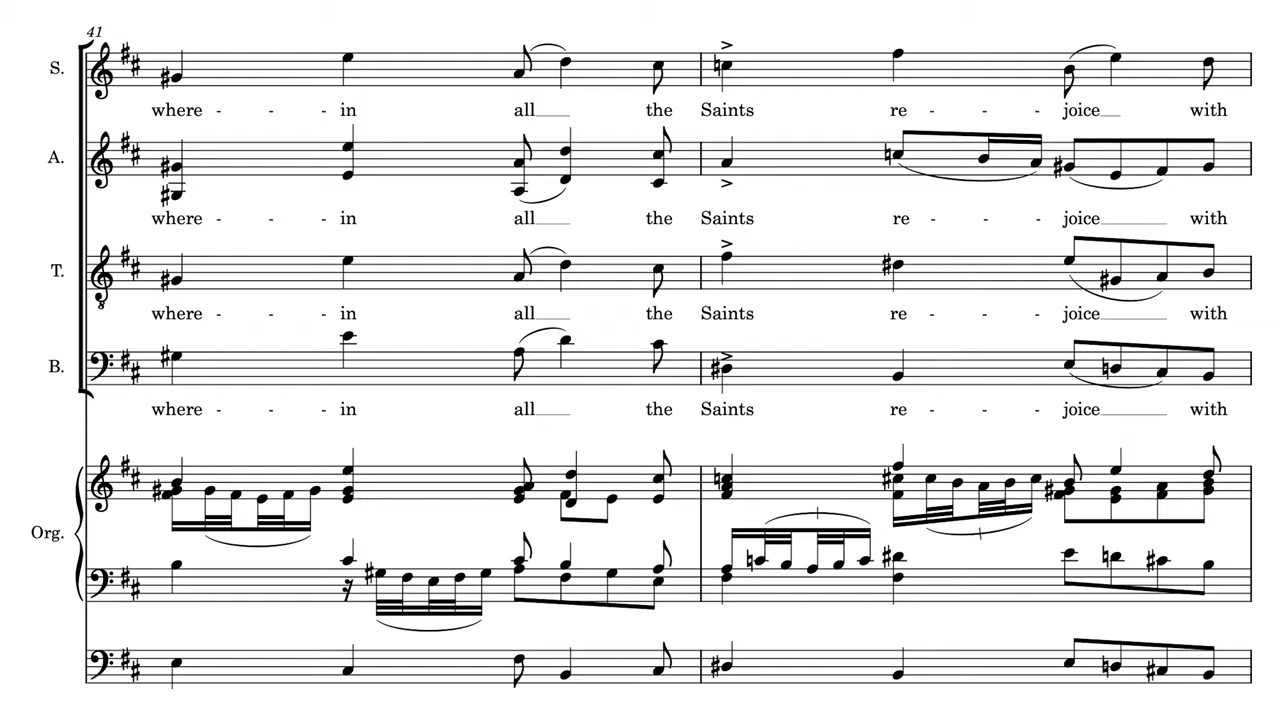 41
S.
where - - - in all the Saints re - - - joice with
A.
where - - - in all the Saints re - - - joice with
T.
where - - - in all the Saints re - - - joice with
B.
where - - - in all the Saints re - - - joice with
Org.